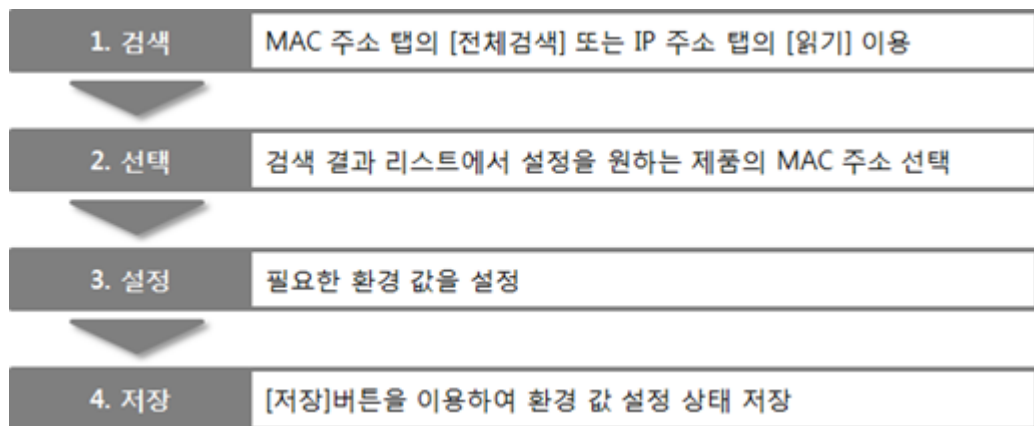 1. 검색 MAC 주소 탭의 [전체검색] 또는 IP 주소 탭의 [읽기] 이용
2. 선택 검색 결과 리스트에서 설정을 원하는 제품의 MAC 주소 선택
3. 설정 필요한 환경 값을 설정
4. 저장 [저장]버튼을 이용하여 환경 값 설정 상태 저장